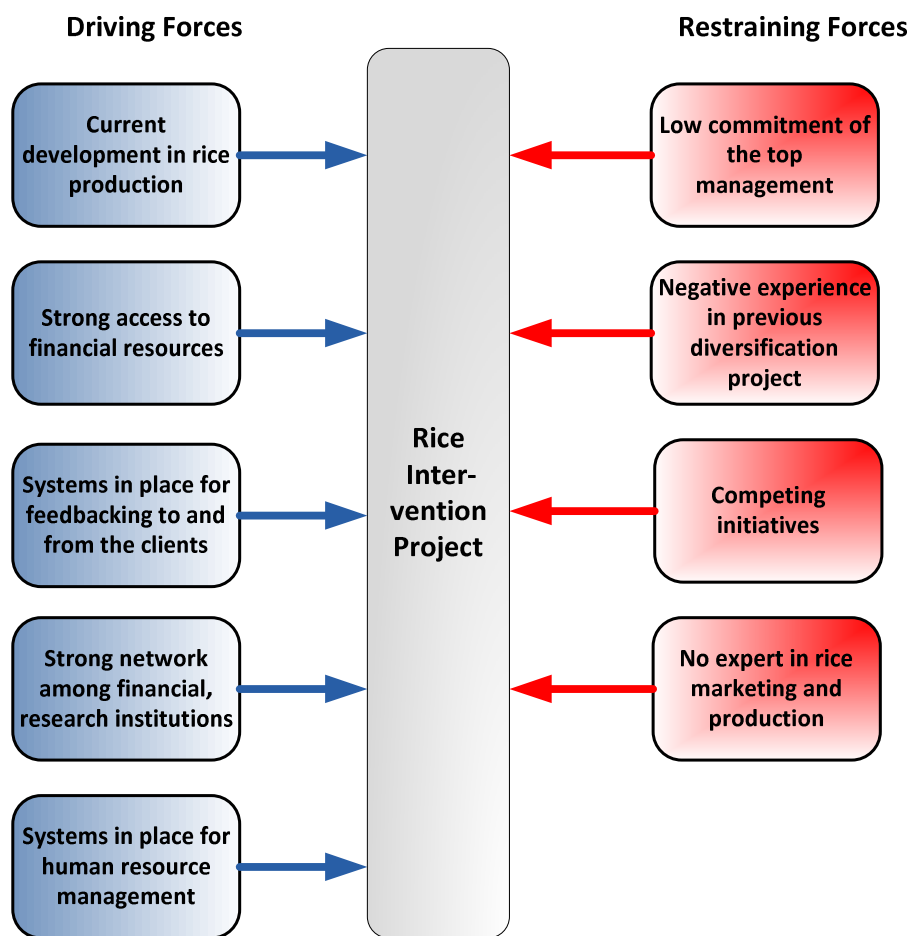 Driving Forces
Restraining Forces
Current
development in rice
production
Strong access to
financial resources
Systems in place for
feedbacking to and
from the clients
Strong network
among financial,
research institutions
Systems in place for
human resource
management
Rice
Inter-
vention
Project
Low commitment of
the top
management
Negative experience
in previous
diversification
project
Competing
initiatives
No expert in rice
marketing and
production